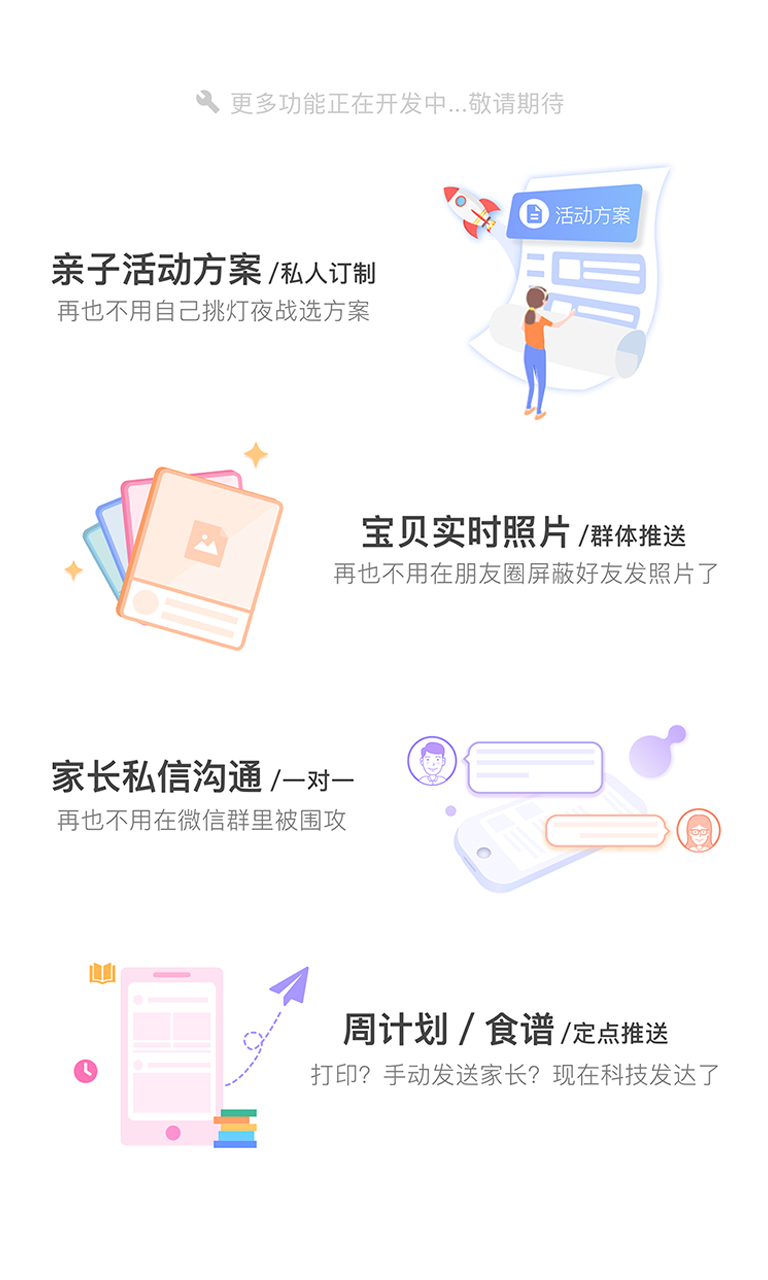 更多功能正在开发中...敬请期待
活动方案
亲子活动方案 /私人订制
再也不用自己挑灯夜战选方案
宝贝实时照片 /群体推送
再也不用在朋友圈屏蔽好友发照片了
家长私信沟通 /一对一
再也不用在微信群里被围攻
周计划 / 食谱 /定点推送
打印？手动发送家长？现在科技发达了